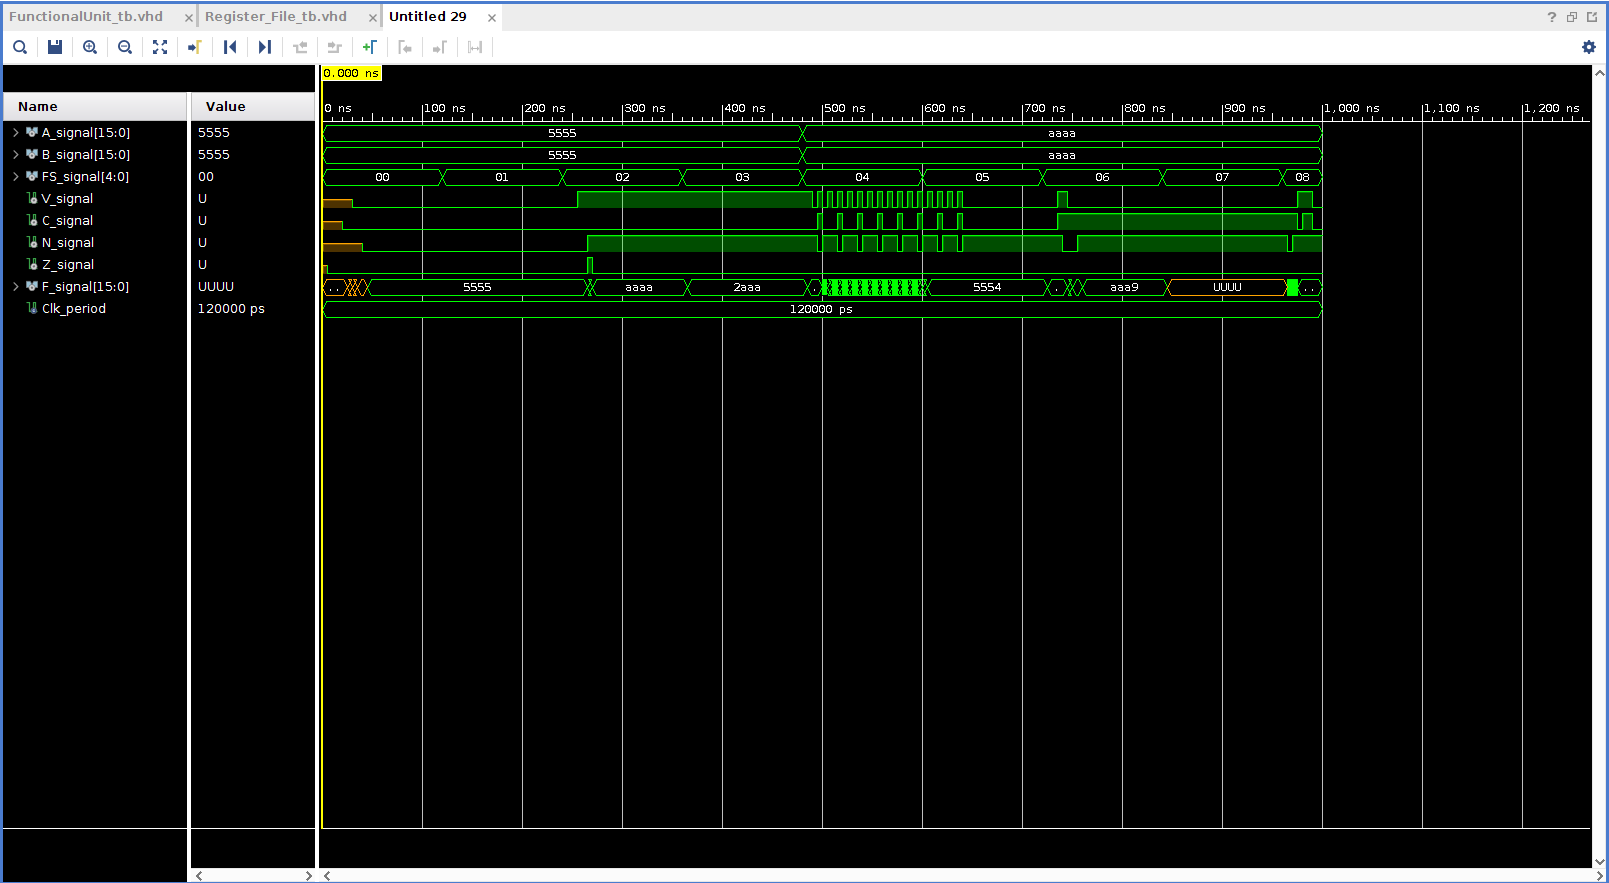 FunctionalUnit_tb.vhd × Register_File_tb.vhd × Untitled 29 × ?
0.000 ns
Name Value 0 ns 100 ns 200 ns 300 ns 400 ns 500 ns 600 ns 700 ns 800 ns 900 ns 1,000 ns 1,100 ns 1,200 ns
A_signal[15:0] 5555 5555 aaaa
B_signal[15:0] 5555 5555 aaaa
FS_signal[4:0] 00 00 01 02 03 04 05 06 07 08
V_signal U
C_signal U
N_signal U
Z_signal U
F_signal[15:0] UUUU .. 5555 aaaa 2aaa . 5554 . aaa9 UUUU ..
Clk_period 120000 ps 120000 ps